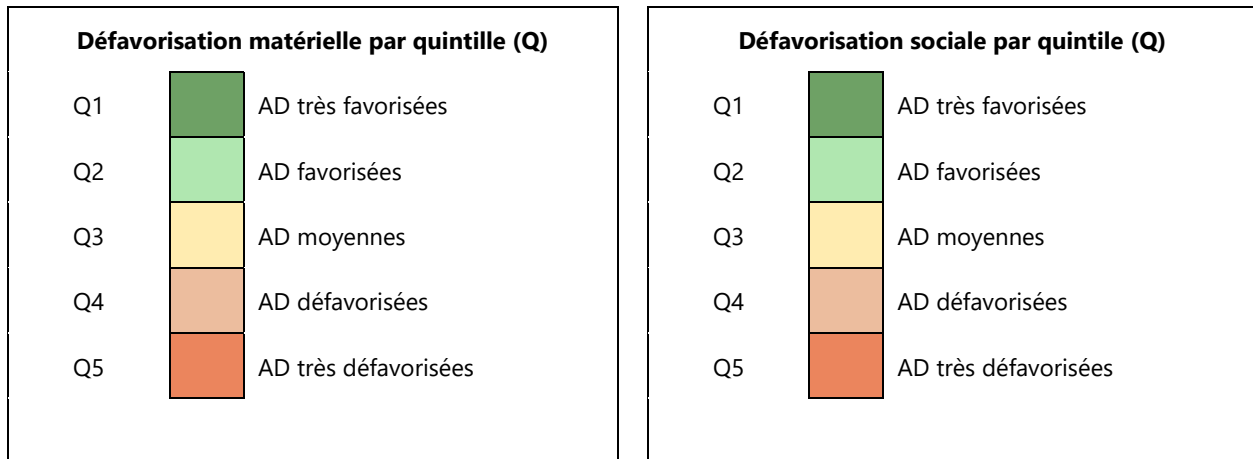 Défavorisation matérielle par quintille (Q)
Q1 AD très favorisées
Q2 AD favorisées
Q3 AD moyennes
Q4 AD défavorisées
Q5 AD très défavorisées
Défavorisation sociale par quintile (Q)
Q1 AD très favorisées
Q2 AD favorisées
Q3 AD moyennes
Q4 AD défavorisées
Q5 AD très défavorisées